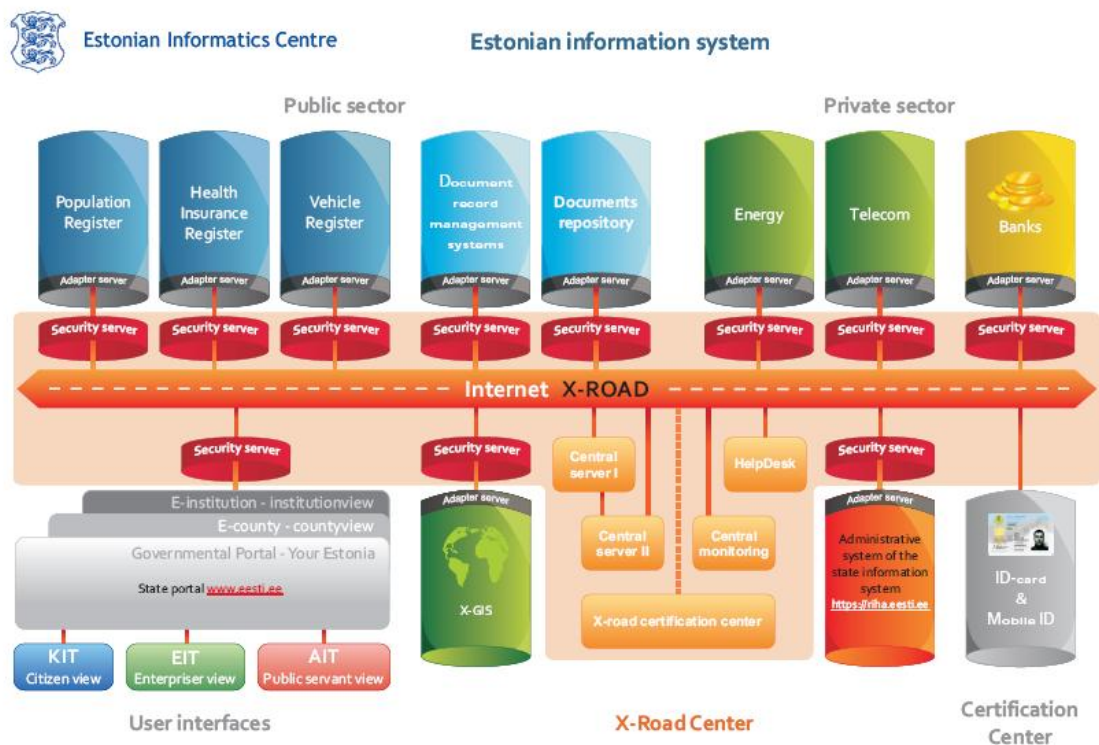 Estonian Informatics Centre
Estonian information system
Public sector
Private sector
Population
Register
Health
Insurance
Register
Vehicle
Register
Document
record
management
systems
Documents
repository
Energy
Telecom
Banks
Adapter server
Adapter server
Adapter server
Adapter server
Adapter server
Adapter server
Adapter server
Adapter server
Security server
Security server
Security server
Security server
Security server
Security server
Security server
Security server
Internet X-ROAD
Security server
Security server
Central
server I
HelpDesk
Security server
E-institution - institutionview
E-county - countyview
Governmental Portal - Your Estonia
State portal www.eesti.ee
Adapter server
X-GIS
Central
server II
Central
monitoring
X-road certification center
Adapter server
Administrative
system of the
state information
system
https://riha.eesti.ee
ID-card
&
Mobile ID
KIT
Citizen view
EIT
Enterpriser view
AIT
Public servant view
User interfaces
X-Road Center
Certification
Center